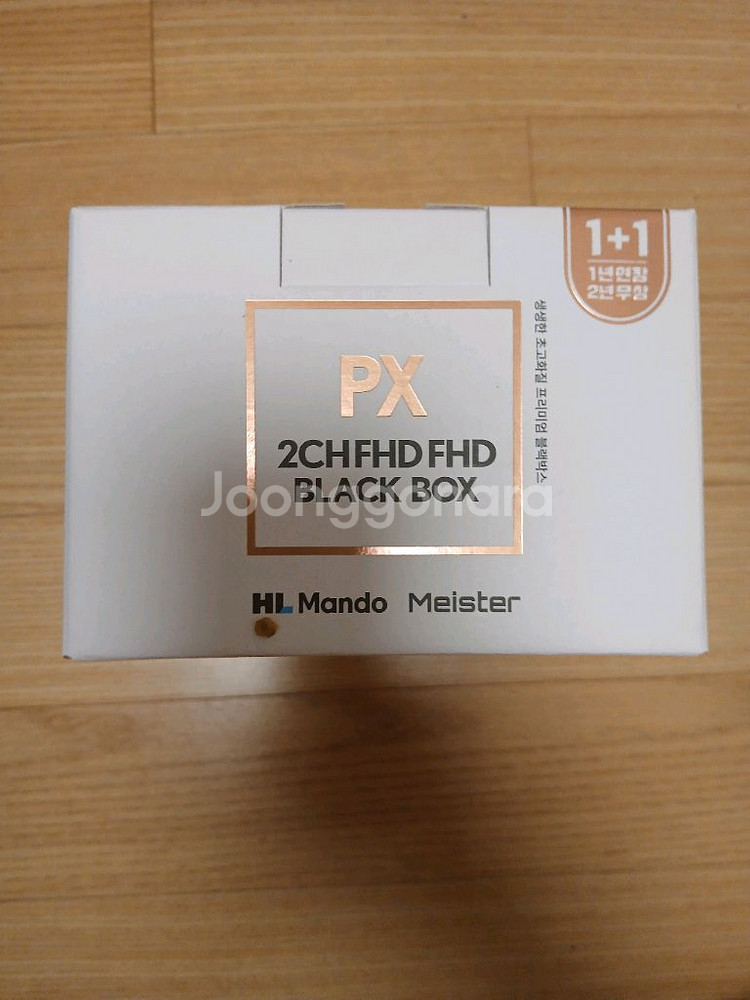 1+1
1년연장
2년무상
생생한 초고화질 프리미엄 블랙박스
PX
2CH FHD FHD
BLACK BOX
Joonggonara
HL Mando Meister